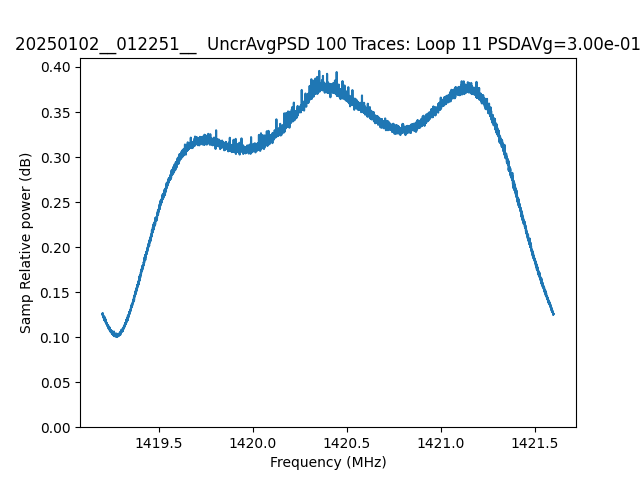 20250102__012251__  UncrAvgPSD 100 Traces: Loop 11 PSDAVg=3.00e-01
0.40
0.35
0.30
0.25
0.20
0.15
0.10
0.05
0.00
Samp Relative power (dB)
1419.5 1420.0 1420.5 1421.0 1421.5
Frequency (MHz)